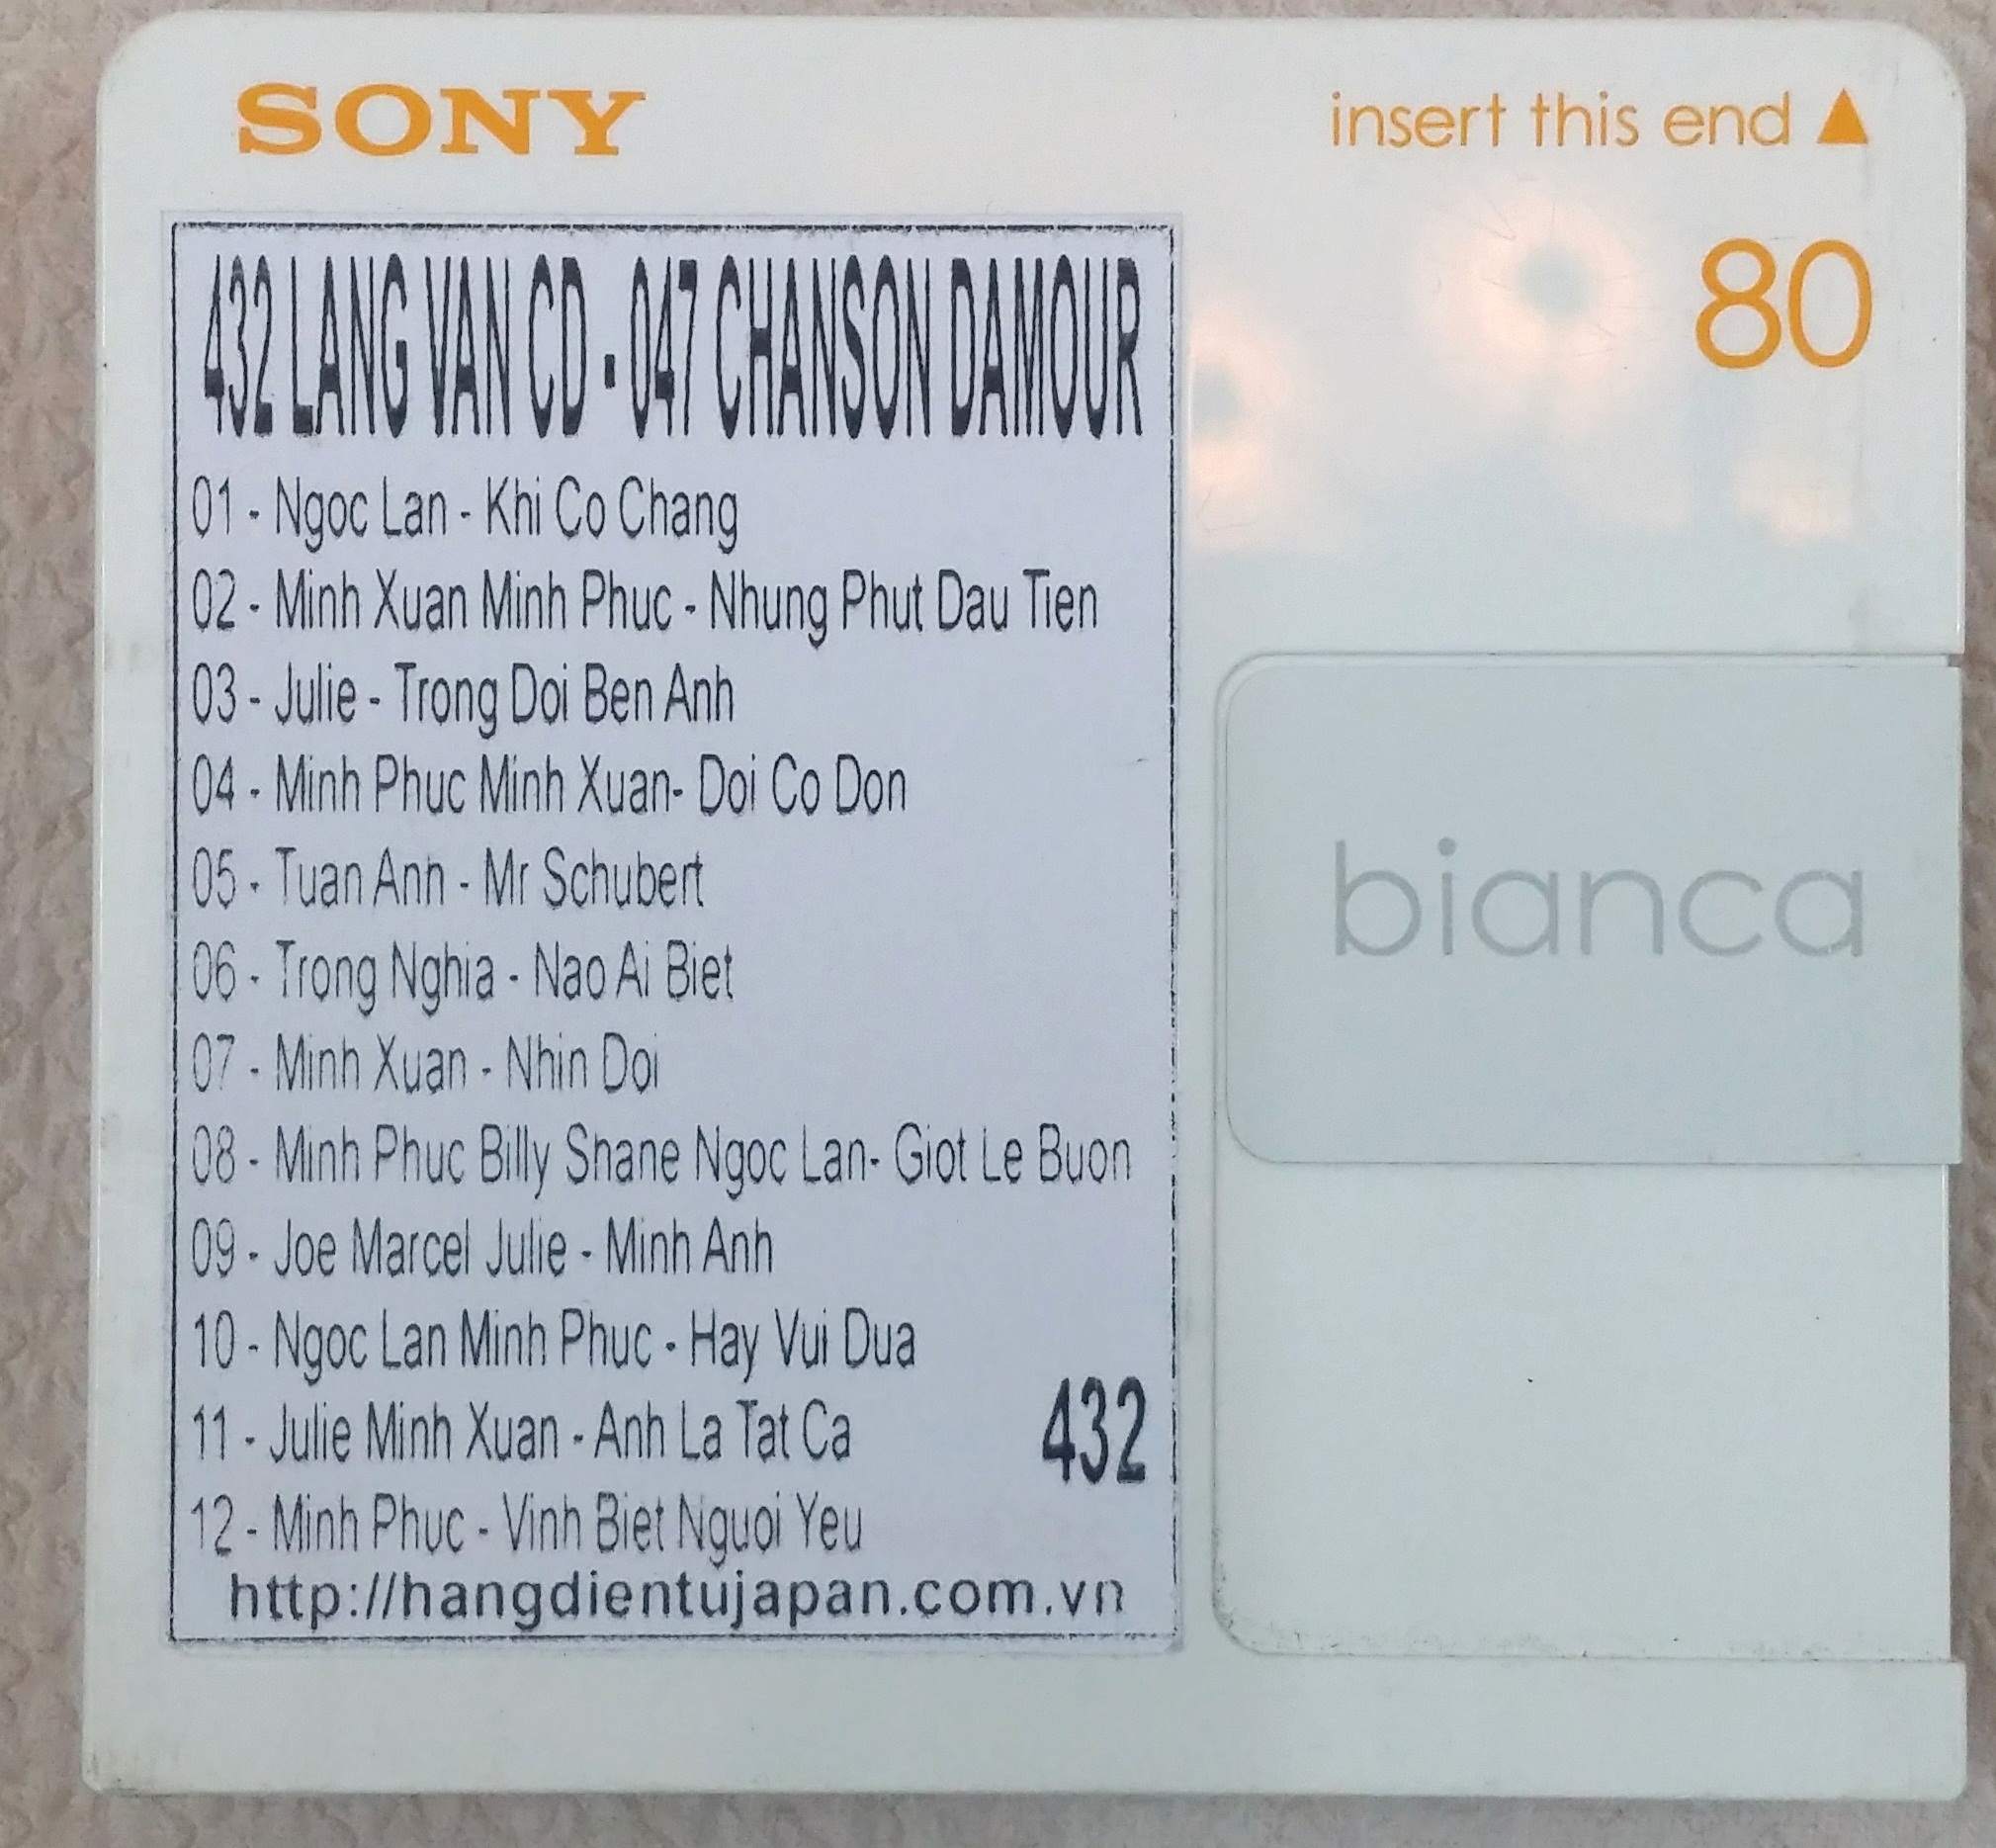 SONY
insert this end ▲
80
432 LANG VAN CD - 047 CHANSON DAMOUR
01 - Ngoc Lan - Khi Co Chang
02 - Minh Xuan Minh Phuc - Nhung Phut Dau Tien
03 - Julie - Trong Doi Ben Anh
04 - Minh Phuc Minh Xuan- Doi Co Don
05 - Tuan Anh - Mr Schubert
06 - Trong Nghia - Nao Ai Biet
07 - Minh Xuan - Nhin Doi
08 - Minh Phuc Billy Shane Ngoc Lan- Giot Le Buon
09 - Joe Marcel Julie - Minh Anh
10 - Ngoc Lan Minh Phuc - Hay Vui Dua
11 - Julie Minh Xuan - Anh La Tat Ca
432
12 - Minh Phuc - Vinh Biet Nguoi Yeu
http://hangdientujapan.com.vn
bianca